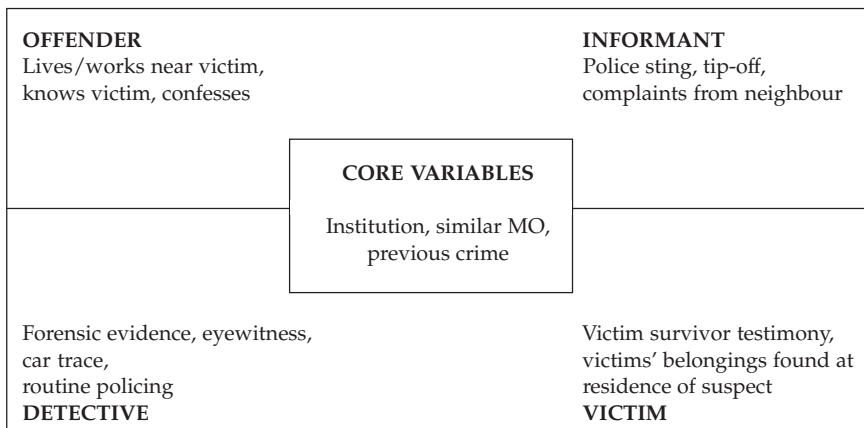 OFFENDER
Lives/works near victim,
knows victim, confesses
INFORMANT
Police sting, tip-off,
complaints from neighbour
CORE VARIABLES
Institution, similar MO,
previous crime
Forensic evidence, eyewitness,
car trace,
routine policing
DETECTIVE
Victim survivor testimony,
victims' belongings found at
residence of suspect
VICTIM